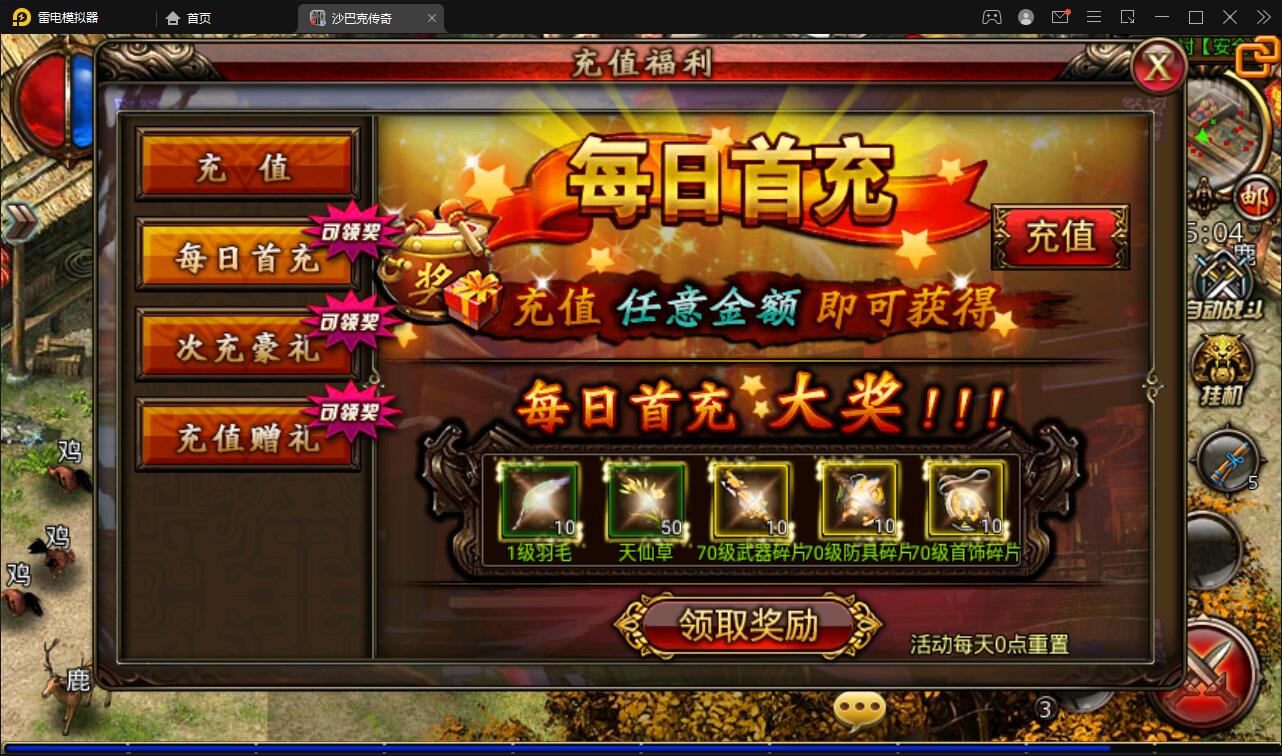 雷电模拟器
首页
沙巴克传奇
充值福利
X
充值
每日首充
可领奖
次充豪礼
可领奖
充值赠礼
可领奖
每日首充
奖
充值
充值 任意金额 即可获得
每日首充大奖!!!
10
50
10
10
10
1级羽毛
天仙草
70级武器碎片
70级防具碎片
70级首饰碎片
领取奖励
活动每天0点重置
【安
邮
5:04
鹿
自动战斗
挂机
5
鸡
鸡
鸡
鹿
3